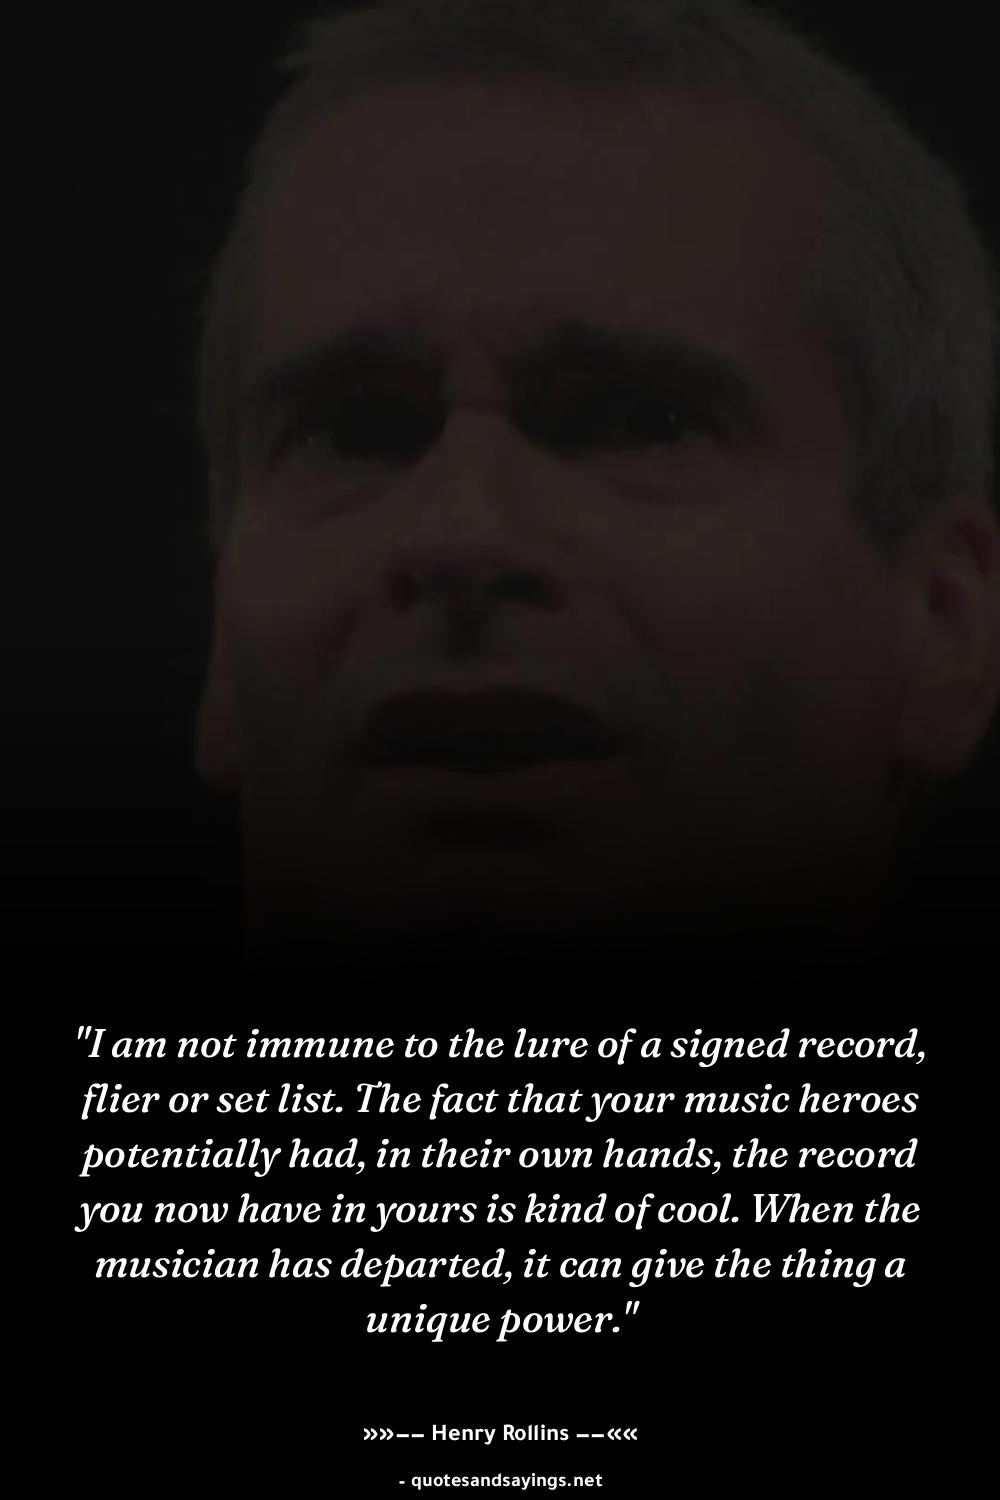 "I am not immune to the lure of a signed record,
flier or set list. The fact that your music heroes
potentially had, in their own hands, the record
you now have in yours is kind of cool. When the
musician has departed, it can give the thing a
unique power."
»»–– Henry Rollins ––««
- quotesandsayings.net